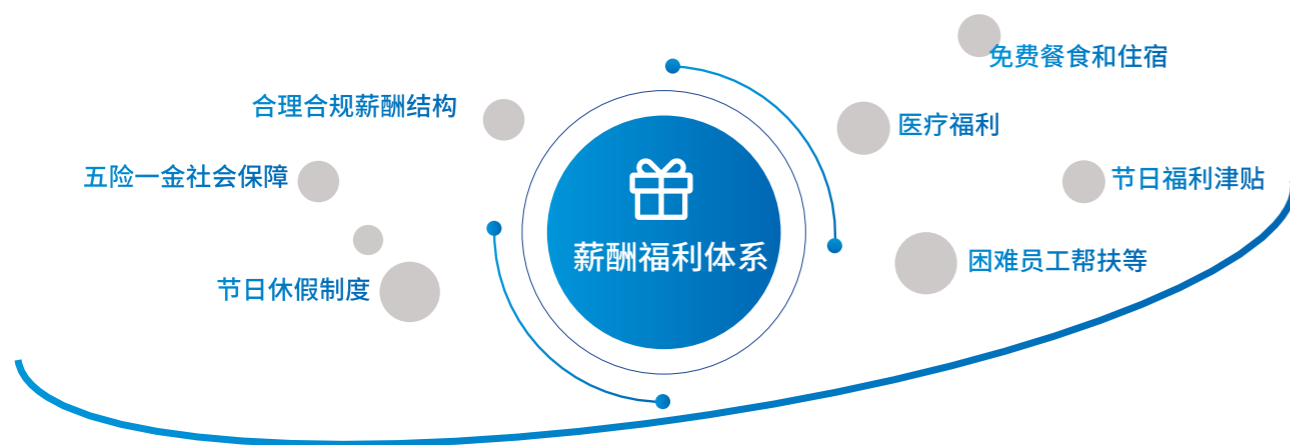 免费餐食和住宿
合理合规薪酬结构
医疗福利
五险一金社会保障
节日福利津贴
薪酬福利体系
困难员工帮扶等
节日休假制度